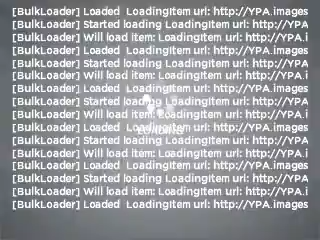 [BulkLoader] Loaded LoadingItem url: http://YPA.images
[BulkLoader] Started loading LoadingItem url: http://YPA
[BulkLoader] Will load item: LoadingItem url: http://YPA.i
[BulkLoader] Loaded LoadingItem url: http://YPA.images
[BulkLoader] Started loading LoadingItem url: http://YPA
[BulkLoader] Will load item: LoadingItem url: http://YPA.i
[BulkLoader] Loaded LoadingItem url: http://YPA.images
[BulkLoader] Started loading LoadingItem url: http://YPA
[BulkLoader] Will load item: LoadingItem url: http://YPA.i
[BulkLoader] Loaded LoadingItem url: http://YPA.images
[BulkLoader] Started loading LoadingItem url: http://YPA
[BulkLoader] Will load item: LoadingItem url: http://YPA.i
[BulkLoader] Loaded LoadingItem url: http://YPA.images
[BulkLoader] Started loading LoadingItem url: http://YPA
[BulkLoader] Will load item: LoadingItem url: http://YPA.i
[BulkLoader] Loaded LoadingItem url: http://YPA.images